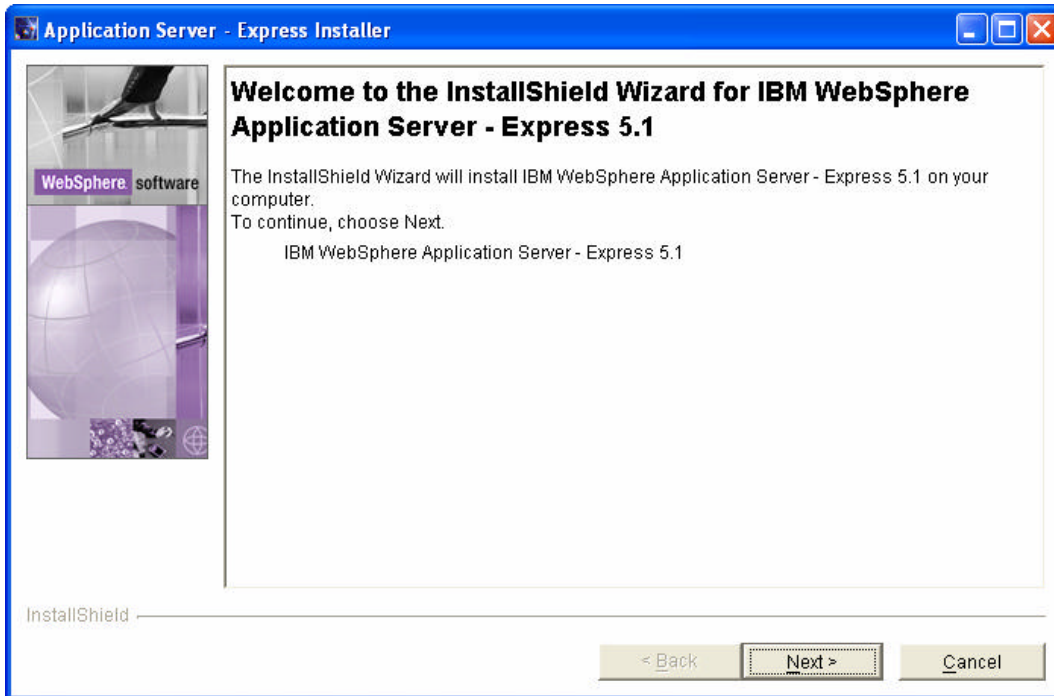 Application Server - Express Installer
WebSphere software
Welcome to the InstallShield Wizard for IBM WebSphere
Application Server - Express 5.1
The InstallShield Wizard will install IBM WebSphere Application Server - Express 5.1 on your
computer.
To continue, choose Next.
IBM WebSphere Application Server - Express 5.1
InstallShield
< Back
Next >
Cancel